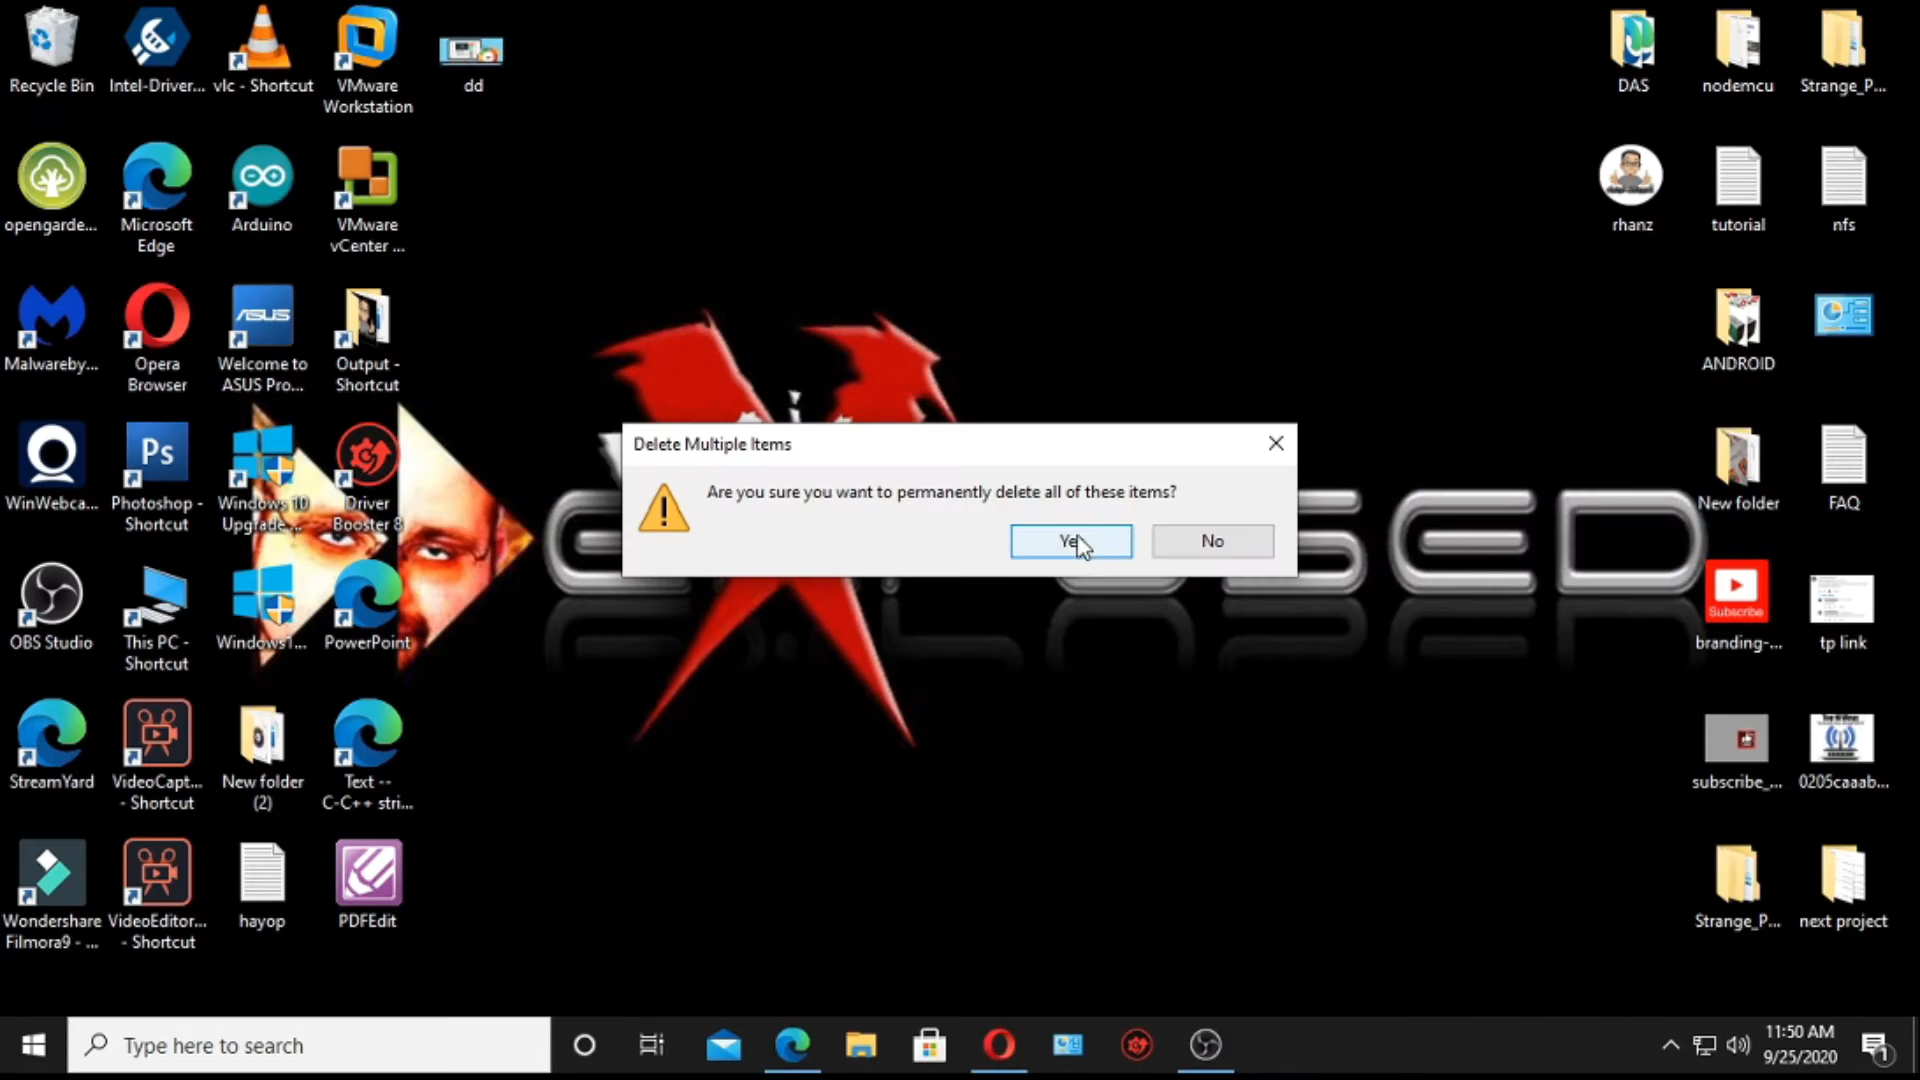 Recycle Bin
Intel-Driver...
vlc - Shortcut
VMware
Workstation
dd
DAS
nodemcu
Strange_P...
opengarde...
Microsoft
Edge
Arduino
VMware
vCenter ...
rhanz
tutorial
nfs
Malwareby...
Opera
Browser
ASUS
Welcome to
ASUS Pro...
Output -
Shortcut
ANDROID
WinWebca...
Ps
Photoshop -
Shortcut
Windows 10
Upgrade ...
Driver
Booster 8
New folder
FAQ
Delete Multiple Items
Are you sure you want to permanently delete all of these items?
Yes
No
OBS Studio
This PC -
Shortcut
Windows1...
PowerPoint
Subscribe
branding-...
tp link
StreamYard
VideoCapt...
- Shortcut
New folder
(2)
Text --
C-C++ stri...
subscribe_...
0205caaab...
Wondershare
Filmora9 - ...
VideoEditor...
- Shortcut
hayop
PDFEdit
Strange_P...
next project
Type here to search
11:50 AM
9/25/2020
1